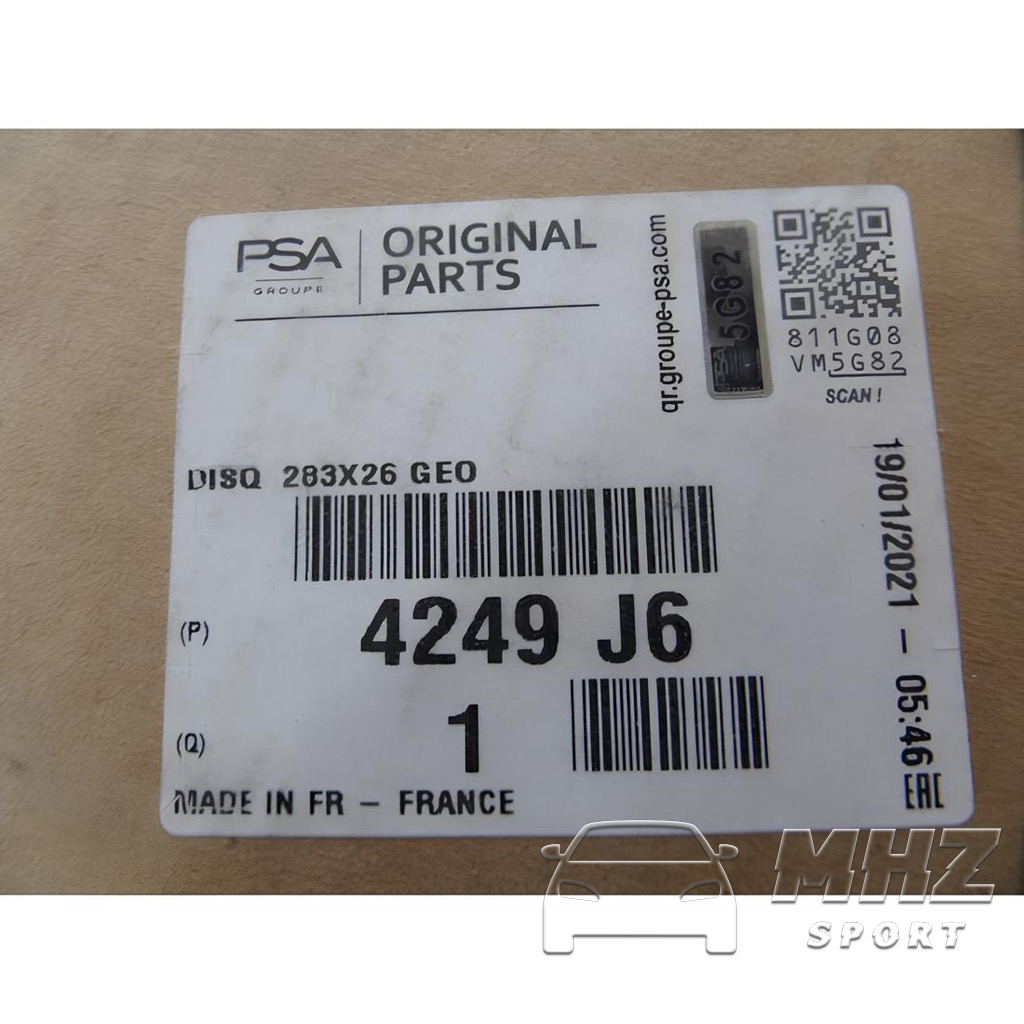 PSA
GROUPE
ORIGINAL
PARTS
qr.groupe-psa.com
5G82
PSA
811G08
VM5G82
SCAN!
DISQ 283X26 GEO
(P)
4249 J6
(Q)
1
19/01/2021 - 05:46
EAC
MADE IN FR - FRANCE
MHZ
SPORT